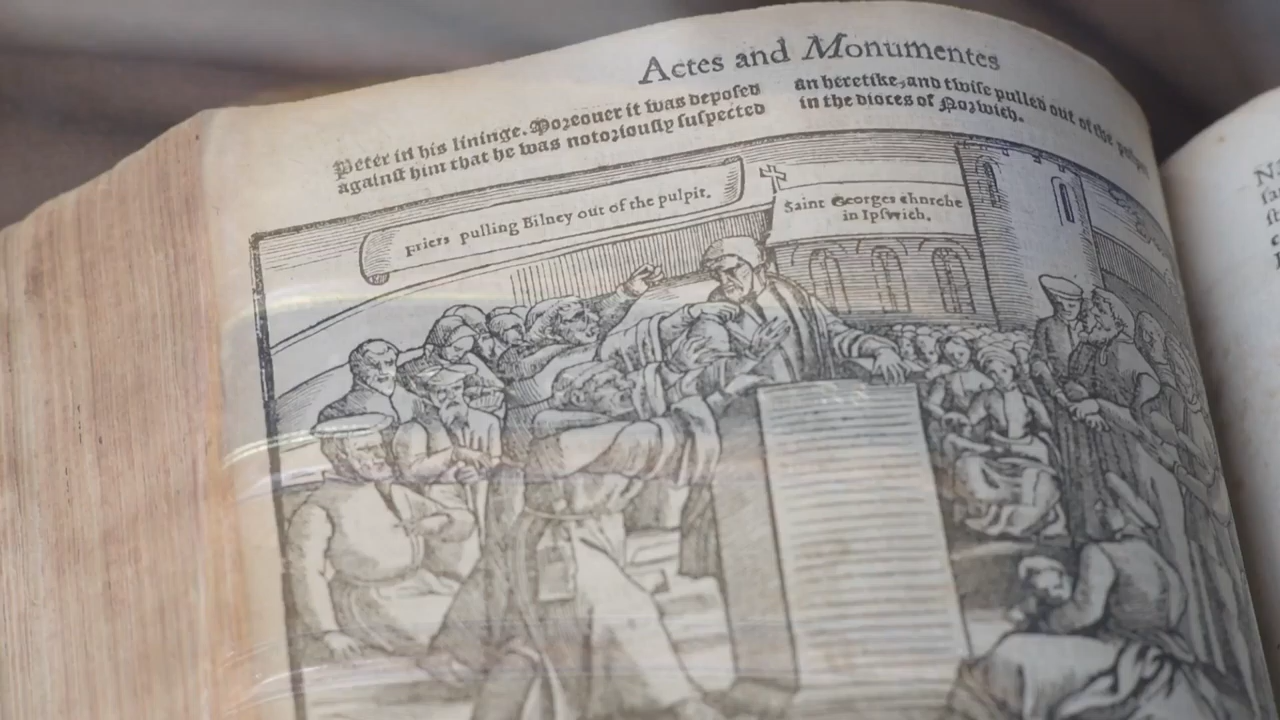 Actes and Monumentes
Peter in his lininge. Moreouer it was deposed
againſt him that he was notoriouſly ſuſpected
an heretike, and twiſe pulled out of the pulpet
in the dioces of Norwich.
Friers pulling Bilney out of the pulpit.
Saint Georges churche
in Ipſwich.